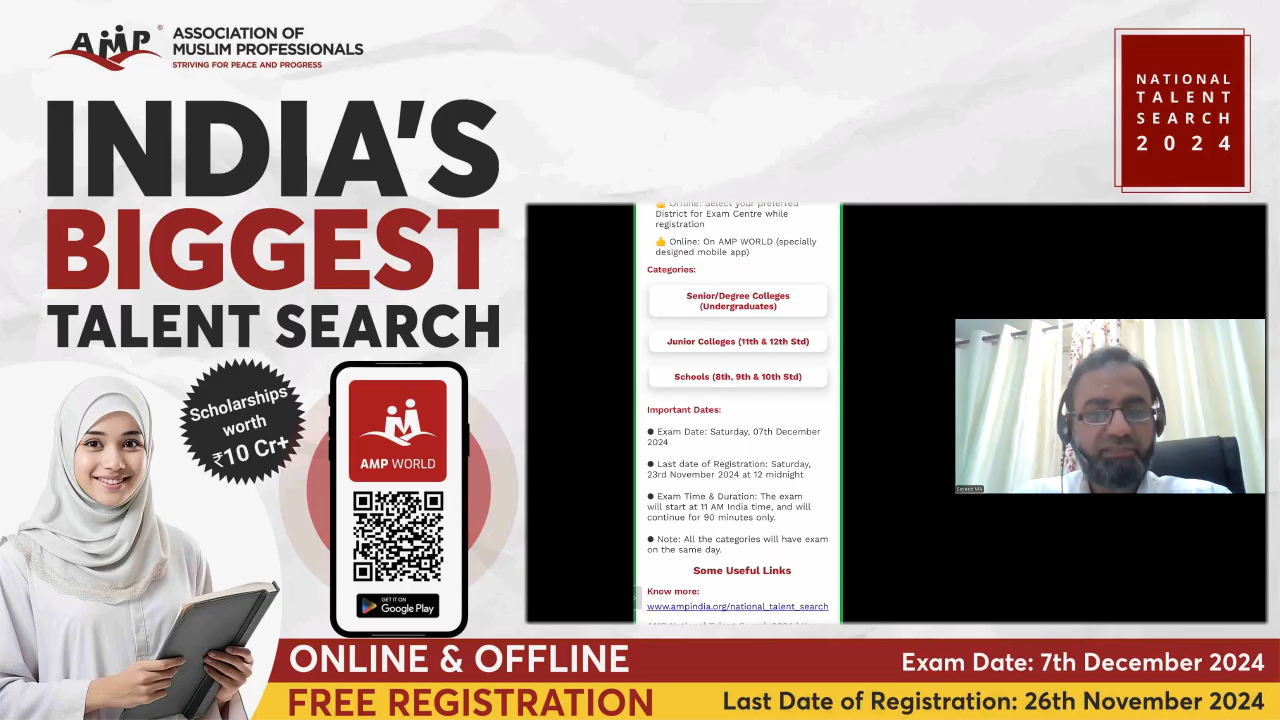 AMP
ASSOCIATION OF
MUSLIM PROFESSIONALS
STRIVING FOR PEACE AND PROGRESS
INDIA'S
BIGGEST
TALENT SEARCH
NATIONAL
TALENT
SEARCH
2024
Scholarships
worth
₹10 Cr+
AMP WORLD
GET IT ON
Google Play
Offline: Select your preferred
District for Exam Centre while
registration
👍 Online: On AMP WORLD (specially
designed mobile app)
Categories:
Senior/Degree Colleges
(Undergraduates)
Junior Colleges (11th & 12th Std)
Schools (8th, 9th & 10th Std)
Important Dates:
● Exam Date: Saturday, 07th December
2024
● Last date of Registration: Saturday,
23rd November 2024 at 12 midnight
● Exam Time & Duration: The exam
will start at 11 AM India time, and will
continue for 90 minutes only.
● Note: All the categories will have exam
on the same day.
Some Useful Links
Know more:
www.ampindia.org/national_talent_search
Sayeed MA
ONLINE & OFFLINE
FREE REGISTRATION
Exam Date: 7th December 2024
Last Date of Registration: 26th November 2024